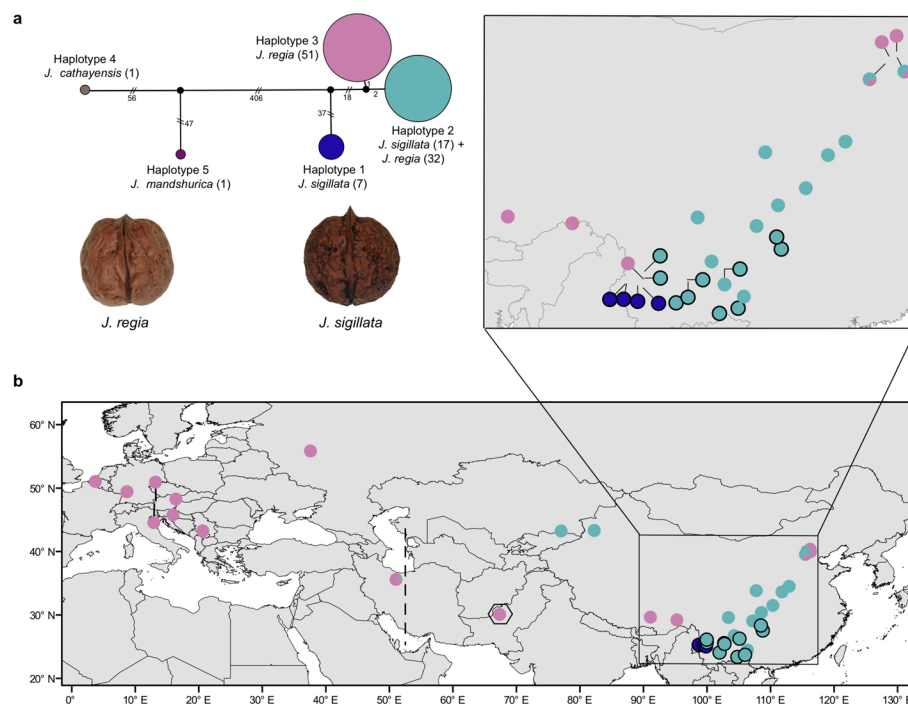 a
Haplotype 3
J. regia (51)
Haplotype 4
J. cathayensis (1)
1
2
56
406
18
47
37
Haplotype 2
J. sigillata (17) +
J. regia (32)
Haplotype 5
J. mandshurica (1)
Haplotype 1
J. sigillata (7)
J. regia
J. sigillata
b
60° N
50° N
40° N
30° N
20° N
0° E
10° E
20° E
30° E
40° E
50° E
60° E
70° E
80° E
90° E
100° E
110° E
120° E
130° E